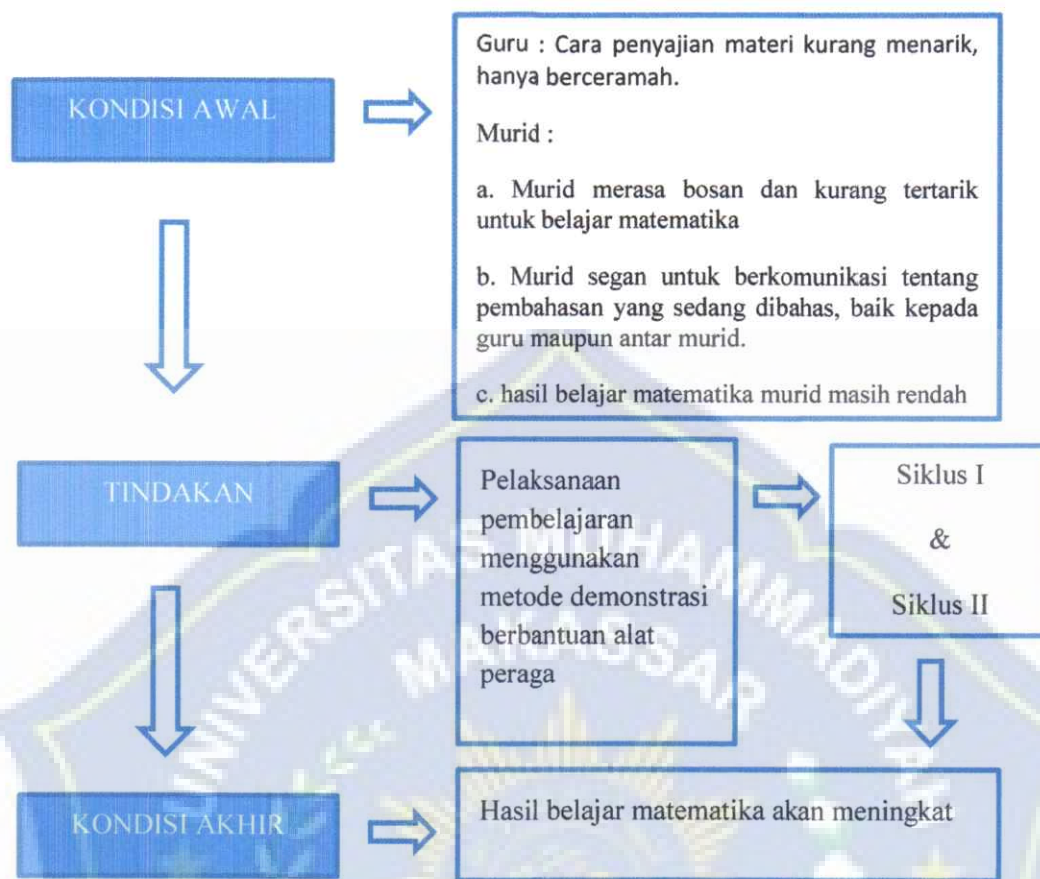 KONDISI AWAL
Guru : Cara penyajian materi kurang menarik,
hanya berceramah.
Murid :
a. Murid merasa bosan dan kurang tertarik
untuk belajar matematika
b. Murid segan untuk berkomunikasi tentang
pembahasan yang sedang dibahas, baik kepada
guru maupun antar murid.
c. hasil belajar matematika murid masih rendah
TINDAKAN
Pelaksanaan
pembelajaran
menggunakan
metode demonstrasi
berbantuan alat
peraga
Siklus I
&
Siklus II
KONDISI AKHIR
Hasil belajar matematika akan meningkat
UNIVERSITAS MUHAMMADIYAH
MAKASSAR